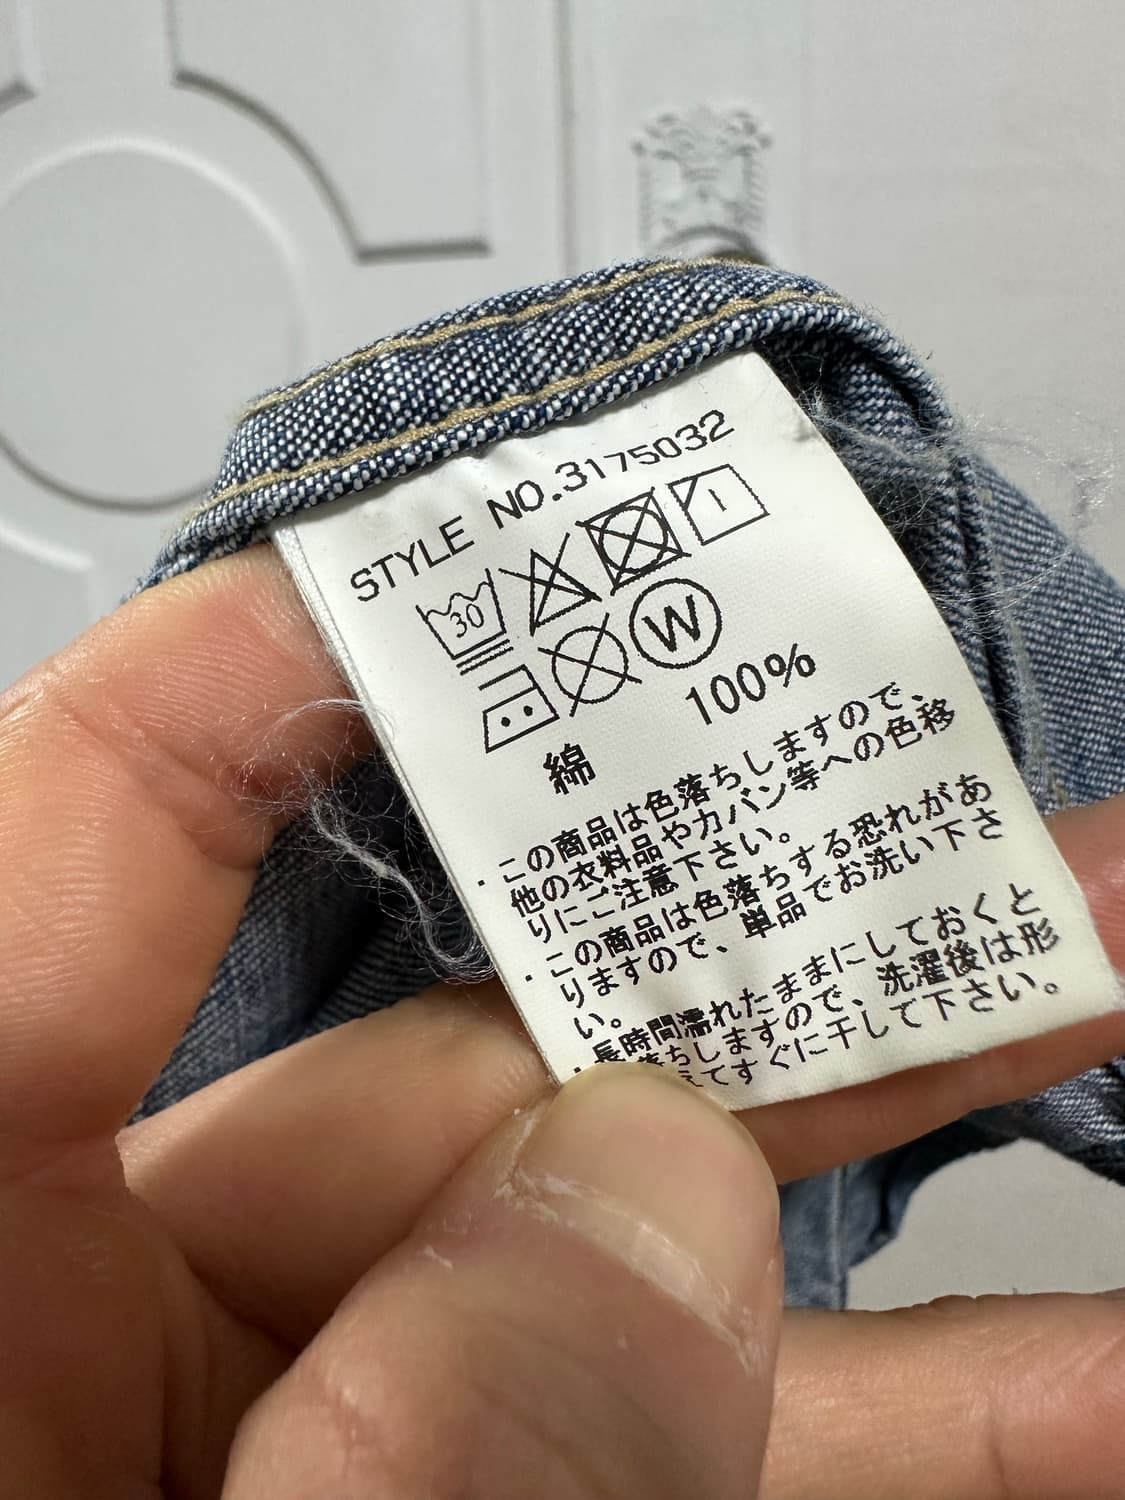 STYLE NO.3175032
30
W
綿 100%
・この商品は色落ちしますので、
他の衣料品やカバン等への色移
りにご注意下さい。
・この商品は色落ちする恐れがあ
りますので、単品でお洗い下さ
い。
・長時間濡れたままにしておくと
落ちしますので、洗濯後は形
えてすぐに干して下さい。